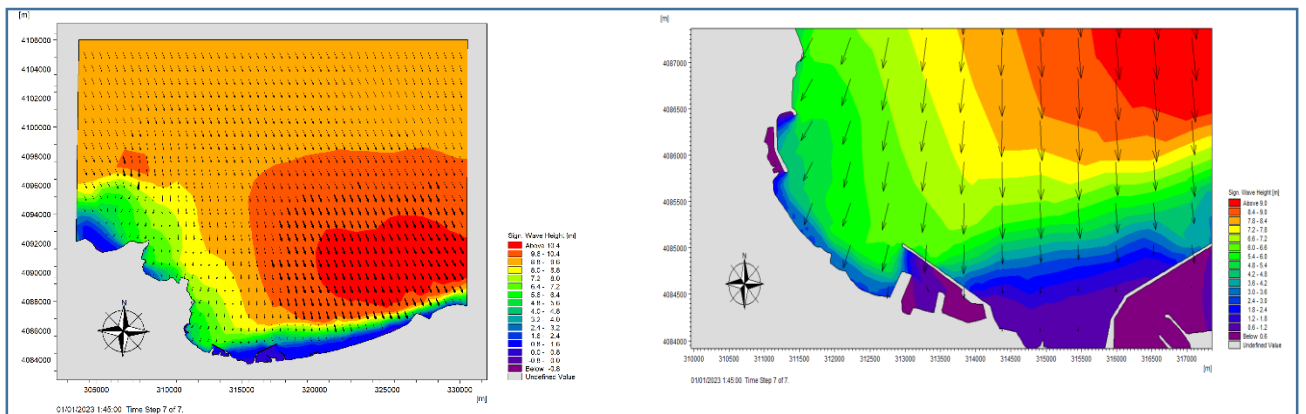 [m]
4106000
4104000
4102000
4100000
4098000
4096000
4094000
4092000
4090000
4088000
4086000
4084000
N
305000 310000 315000 320000 325000 330000
[m]
01/01/2023 1:45:00 Time Step 7 of 7.
Sign. Wave Height [m]
Above 10.4
9.6 - 10.4
8.8 - 9.6
8.0 - 8.8
7.2 - 8.0
6.4 - 7.2
5.6 - 6.4
4.8 - 5.6
4.0 - 4.8
3.2 - 4.0
2.4 - 3.2
1.6 - 2.4
0.8 - 1.6
0.0 - 0.8
-0.8 - 0.0
Below -0.8
Undefined Value
[m]
4087000
4086500
4086000
4085500
4085000
4084500
4084000
N
310000 310500 311000 311500 312000 312500 313000 313500 314000 314500 315000 315500 316000 316500 317000
[m]
01/01/2023 1:45:00 Time Step 7 of 7.
Sign. Wave Height [m]
Above 9.0
8.4 - 9.0
7.8 - 8.4
7.2 - 7.8
6.6 - 7.2
6.0 - 6.6
5.4 - 6.0
4.8 - 5.4
4.2 - 4.8
3.6 - 4.2
3.0 - 3.6
2.4 - 3.0
1.8 - 2.4
1.2 - 1.8
0.6 - 1.2
Below 0.6
Undefined Value